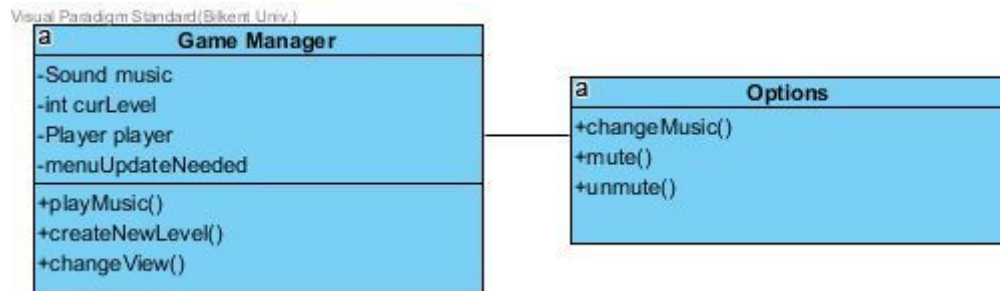 Visual Paradigm Standard(Bilkent Univ.)
a
Game Manager
-Sound music
-int curLevel
-Player player
-menuUpdateNeeded
+playMusic()
+createNewLevel()
+changeView()
a
Options
+changeMusic()
+mute()
+unmute()